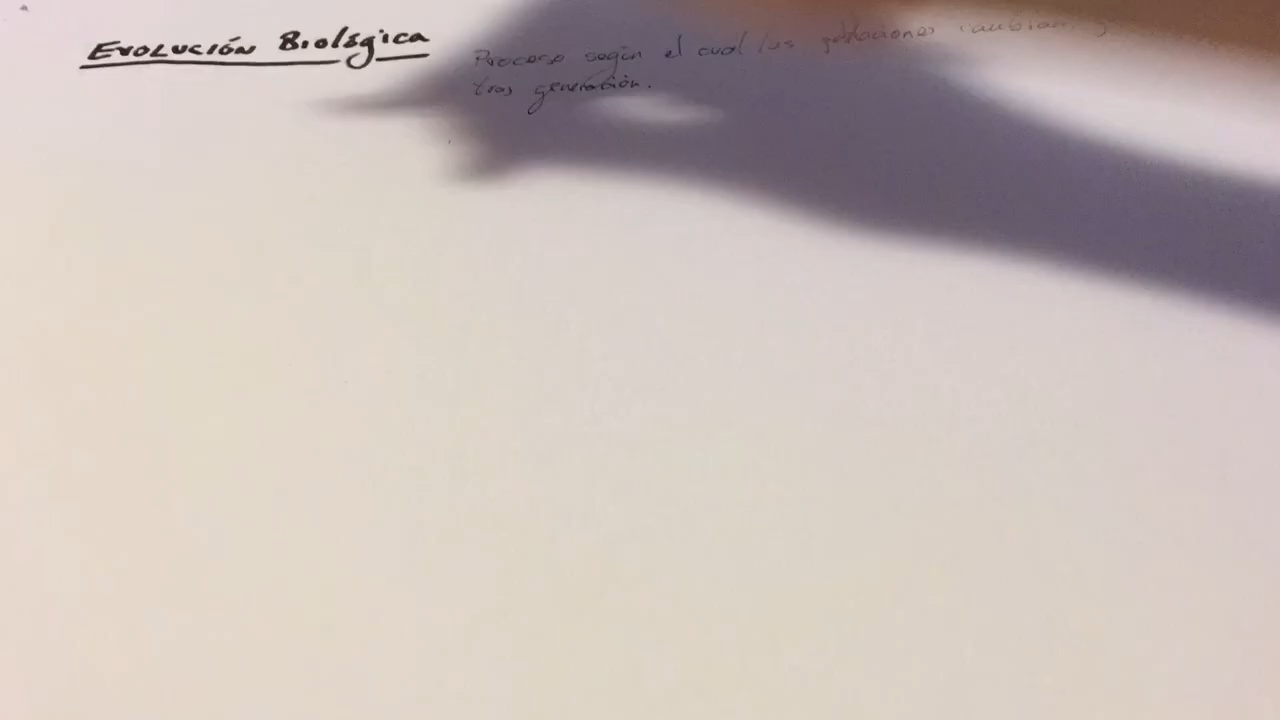 Evolución Biológica
Proceso según el cual las poblaciones cambian,
tras generación.